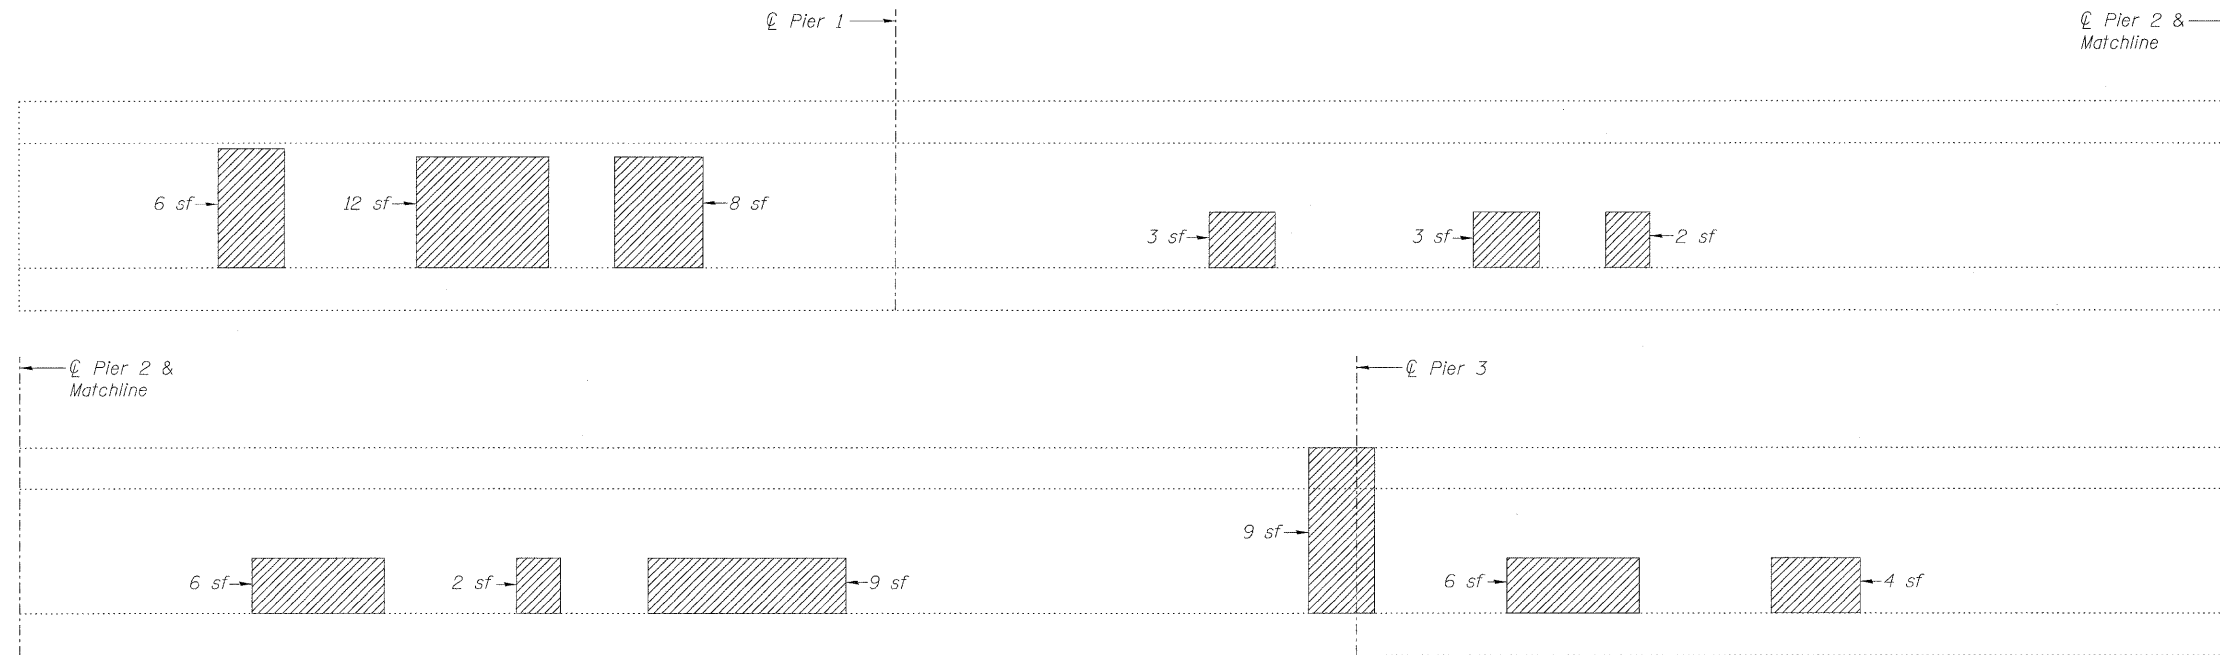 ℄ Pier 1
℄ Pier 2 &
Matchline
6 sf
12 sf
8 sf
3 sf
3 sf
2 sf
℄ Pier 2 &
Matchline
℄ Pier 3
6 sf
2 sf
9 sf
9 sf
6 sf
4 sf